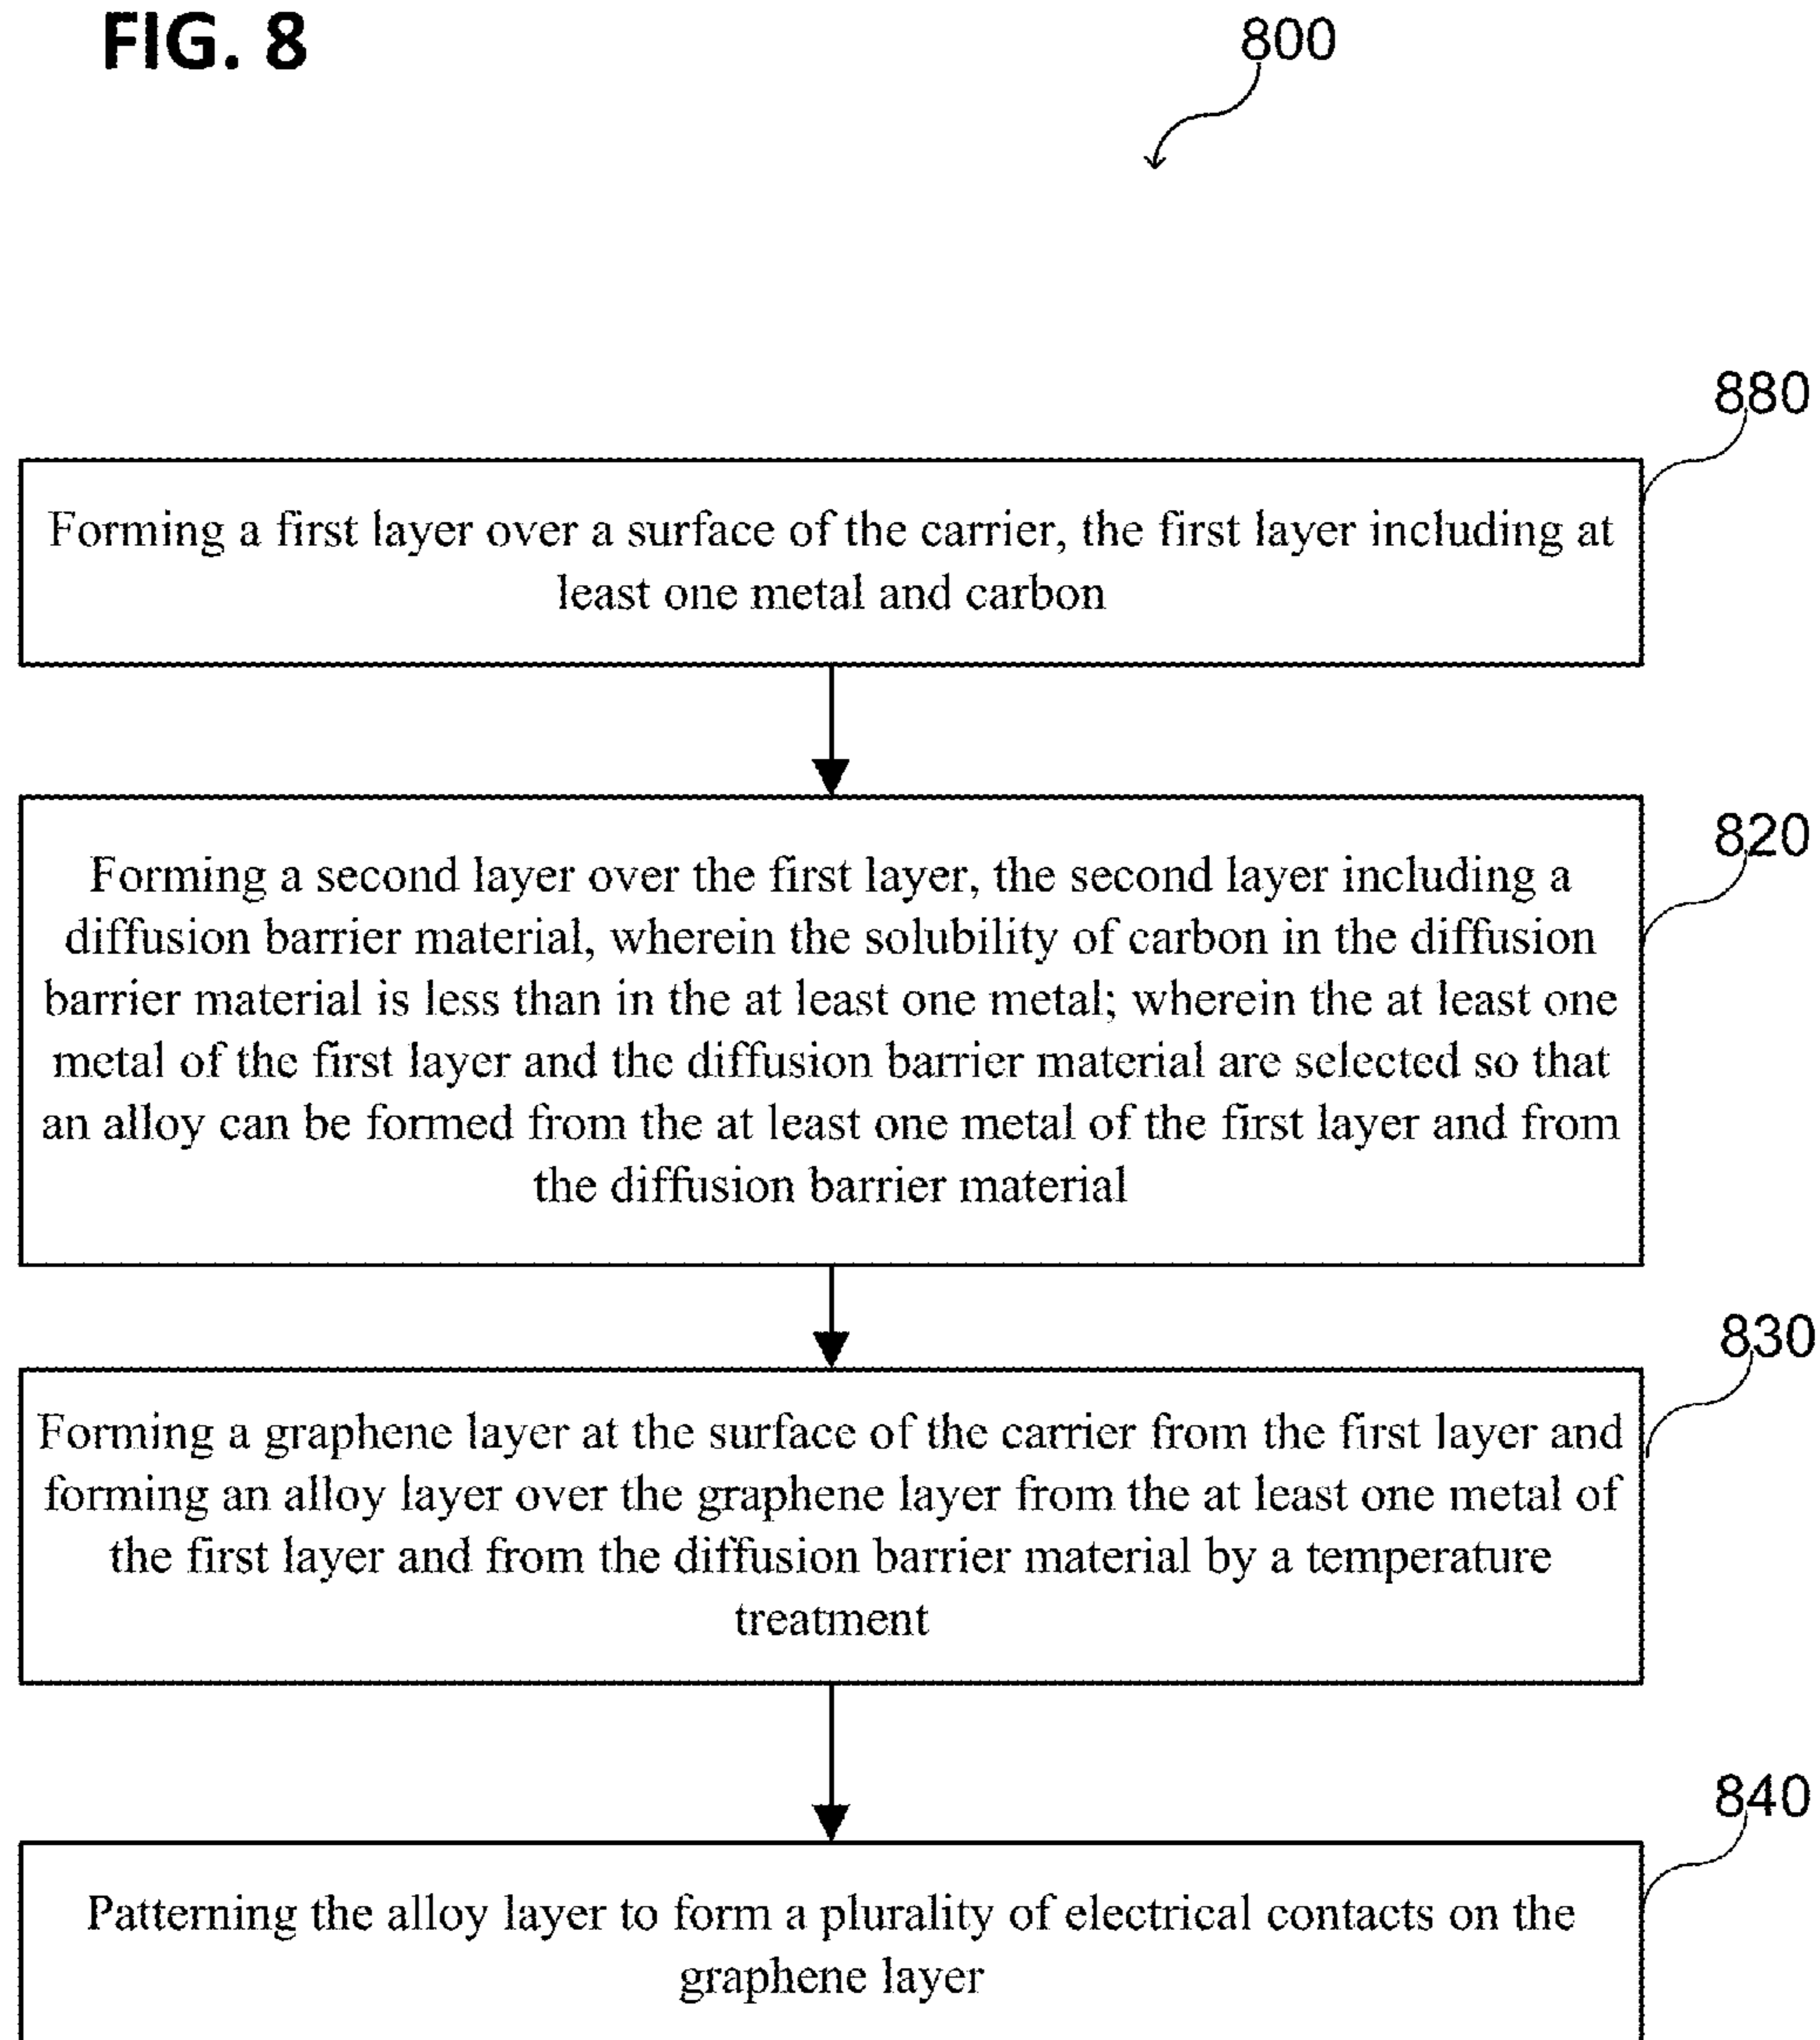 FIG. 8
800
880
Forming a first layer over a surface of the carrier, the first layer including at
least one metal and carbon
820
Forming a second layer over the first layer, the second layer including a
diffusion barrier material, wherein the solubility of carbon in the diffusion
barrier material is less than in the at least one metal; wherein the at least one
metal of the first layer and the diffusion barrier material are selected so that
an alloy can be formed from the at least one metal of the first layer and from
the diffusion barrier material
830
Forming a graphene layer at the surface of the carrier from the first layer and
forming an alloy layer over the graphene layer from the at least one metal of
the first layer and from the diffusion barrier material by a temperature
treatment
840
Patterning the alloy layer to form a plurality of electrical contacts on the
graphene layer